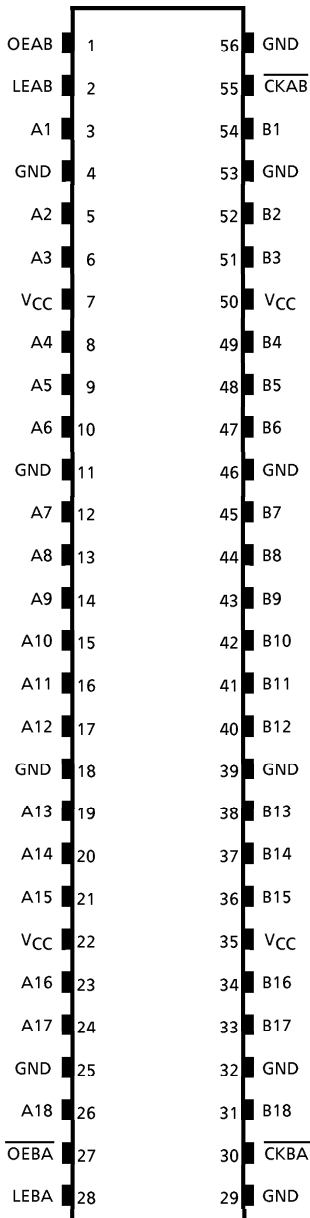 OEAB 1 56 GND
LEAB 2 55 C̅K̅A̅B̅
A1 3 54 B1
GND 4 53 GND
A2 5 52 B2
A3 6 51 B3
VCC 7 50 VCC
A4 8 49 B4
A5 9 48 B5
A6 10 47 B6
GND 11 46 GND
A7 12 45 B7
A8 13 44 B8
A9 14 43 B9
A10 15 42 B10
A11 16 41 B11
A12 17 40 B12
GND 18 39 GND
A13 19 38 B13
A14 20 37 B14
A15 21 36 B15
VCC 22 35 VCC
A16 23 34 B16
A17 24 33 B17
GND 25 32 GND
A18 26 31 B18
O̅E̅B̅A̅ 27 30 C̅K̅B̅A̅
LEBA 28 29 GND